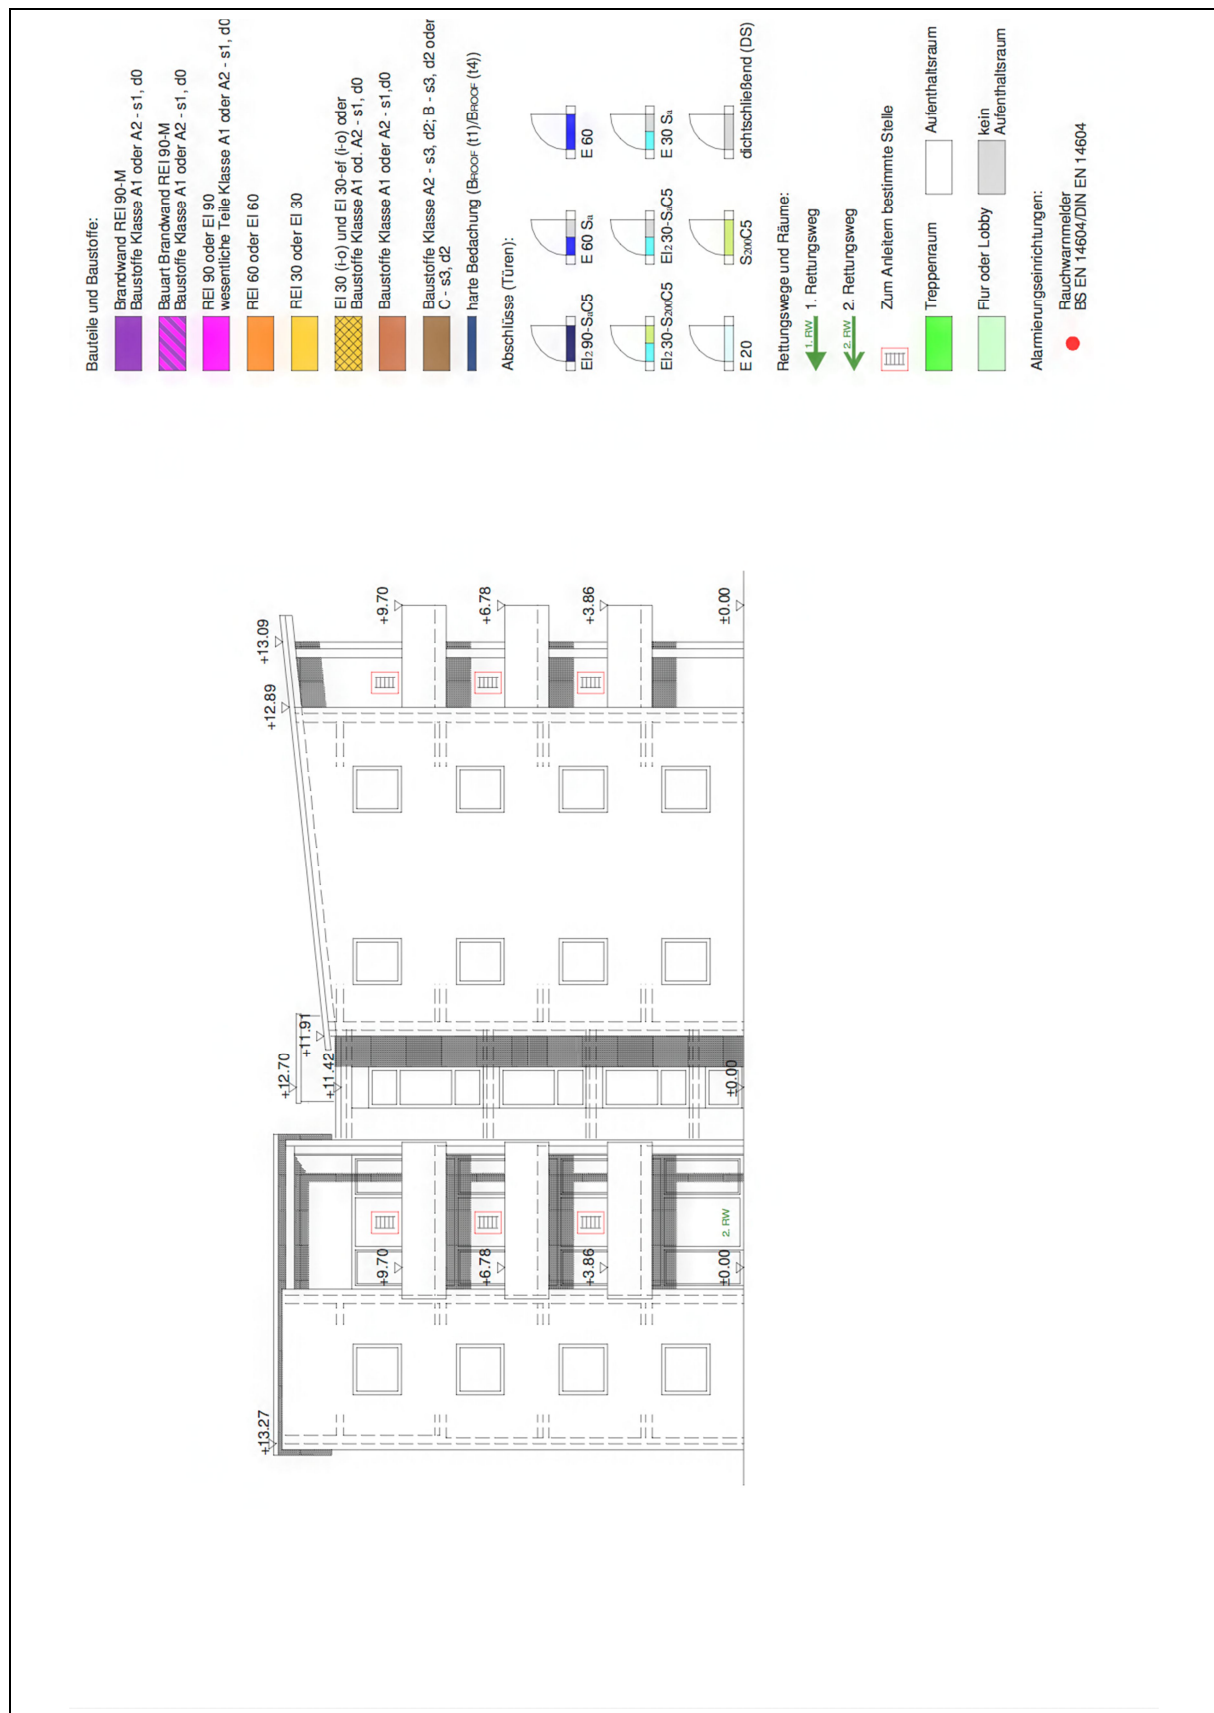 Bauteile und Baustoffe:
Brandwand REI 90-M
Baustoffe Klasse A1 oder A2 - s1, d0
Bauart Brandwand REI 90-M
Baustoffe Klasse A1 oder A2 - s1, d0
REI 90 oder EI 90
wesentliche Teile Klasse A1 oder A2 - s1, d0
REI 60 oder EI 60
REI 30 oder EI 30
EI 30 (i-o) und EI 30-ef (i-o) oder
Baustoffe Klasse A1 od. A2 - s1, d0
Baustoffe Klasse A1 oder A2 - s1,d0
Baustoffe Klasse A2 - s3, d2; B - s3, d2 oder
C - s3, d2
harte Bedachung (BROOF (t1)/BROOF (t4))
Abschlüsse (Türen):
EI2 90-SaC5
E 60 Sa
E 60
EI2 30-S200C5
EI2 30-SaC5
E 30 Sa
E 20
S200C5
dichtschließend (DS)
Rettungswege und Räume:
1. RW
1. Rettungsweg
2. RW
2. Rettungsweg
Zum Anleitern bestimmte Stelle
Treppenraum
Aufenthaltsraum
Flur oder Lobby
kein
Aufenthaltsraum
Alarmierungseinrichtungen:
Rauchwarnmelder
BS EN 14604/DIN EN 14604
+13.27
+12.70
+11.42
+11.91
+12.89
+13.09
+9.70
+9.70
+6.78
+6.78
+3.86
+3.86
2. RW
±0.00
±0.00
±0.00